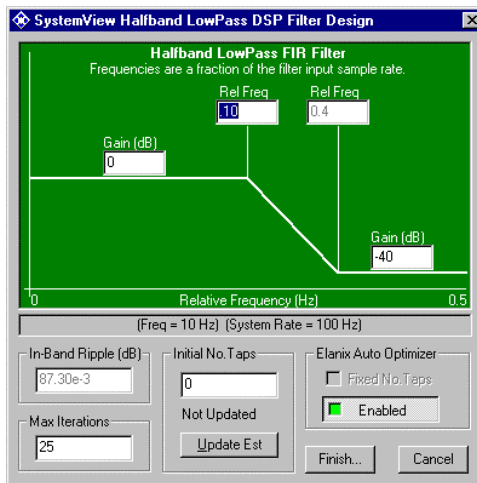 SystemView Halfband LowPass DSP Filter Design
Halfband LowPass FIR Filter
Frequencies are a fraction of the filter input sample rate.
Rel Freq Rel Freq
.10 0.4
Gain (dB)
0
Gain (dB)
-40
0 Relative Frequency (Hz) 0.5
(Freq = 10 Hz) (System Rate = 100 Hz)
In-Band Ripple (dB)
87.30e-3
Max Iterations
25
Initial No. Taps
0
Not Updated
Update Est
Elanix Auto Optimizer
Fixed No. Taps
Enabled
Finish... Cancel